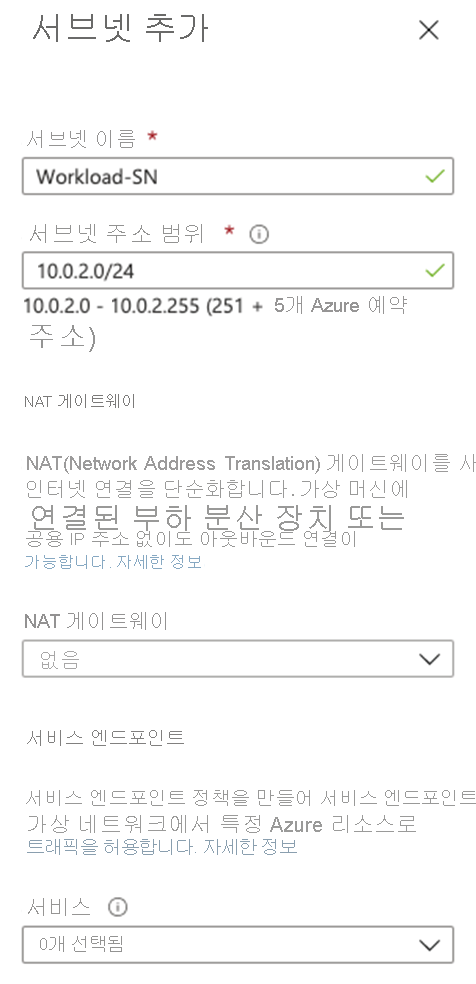 서브넷 추가
서브넷 이름 *
Workload-SN
서브넷 주소 범위 *
10.0.2.0/24
10.0.2.0 - 10.0.2.255 (251 + 5개 Azure 예약
주소)
NAT 게이트웨이
NAT(Network Address Translation) 게이트웨이를 사
인터넷 연결을 단순화합니다. 가상 머신에
연결된 부하 분산 장치 또는
공용 IP 주소 없이도 아웃바운드 연결이
가능합니다. 자세한 정보
NAT 게이트웨이
없음
서비스 엔드포인트
서비스 엔드포인트 정책을 만들어 서비스 엔드포인트
가상 네트워크에서 특정 Azure 리소스로
트래픽을 허용합니다. 자세한 정보
서비스
0개 선택됨